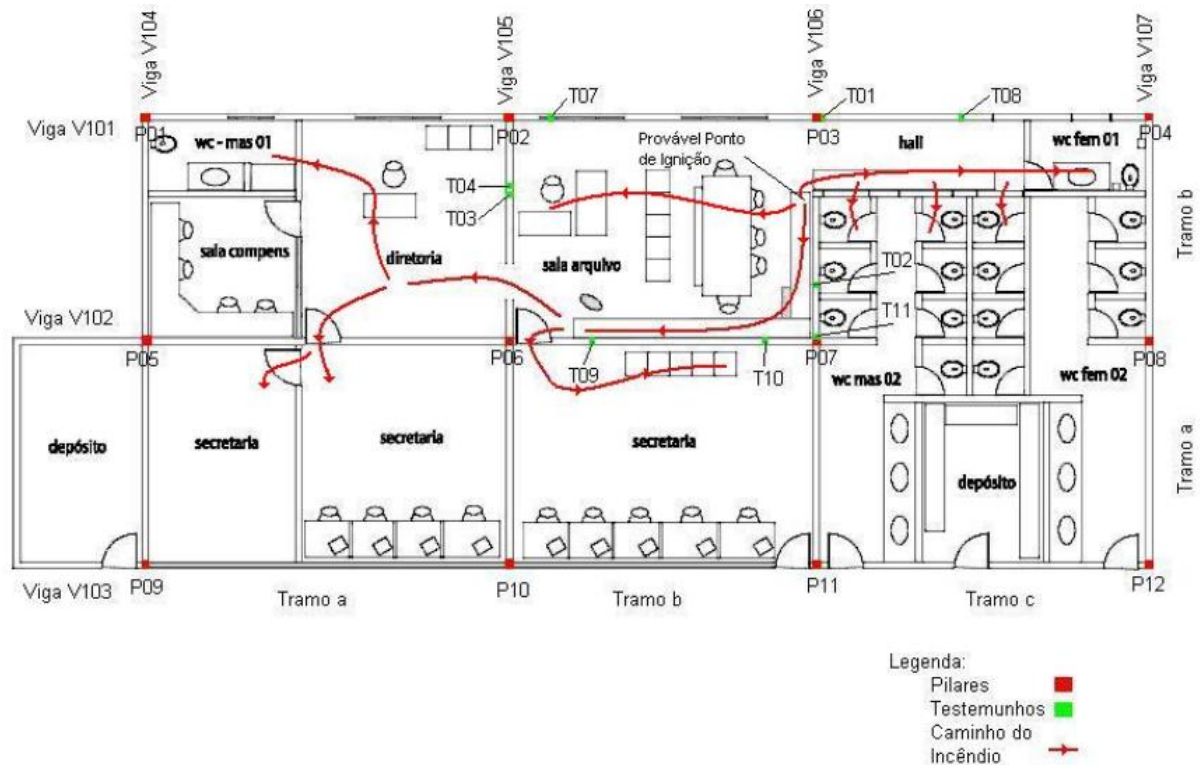 Viga V104
Viga V105
Viga V106
Viga V107
T07
T01
T08
Viga V101
P01
P02
P03
P04
wc - mas 01
Provável Ponto
de Ignição
hall
wc fem 01
T04
T03
sala compens
diretoria
sala arquivo
T02
Tramo b
Viga V102
T11
P05
P06
P07
P08
T09
T10
wc mas 02
wc fem 02
depósito
secretaria
secretaria
secretaria
depósito
Tramo a
Viga V103
P09
P10
P11
P12
Tramo a
Tramo b
Tramo c
Legenda:
Pilares
Testemunhos
Caminho do
Incêndio